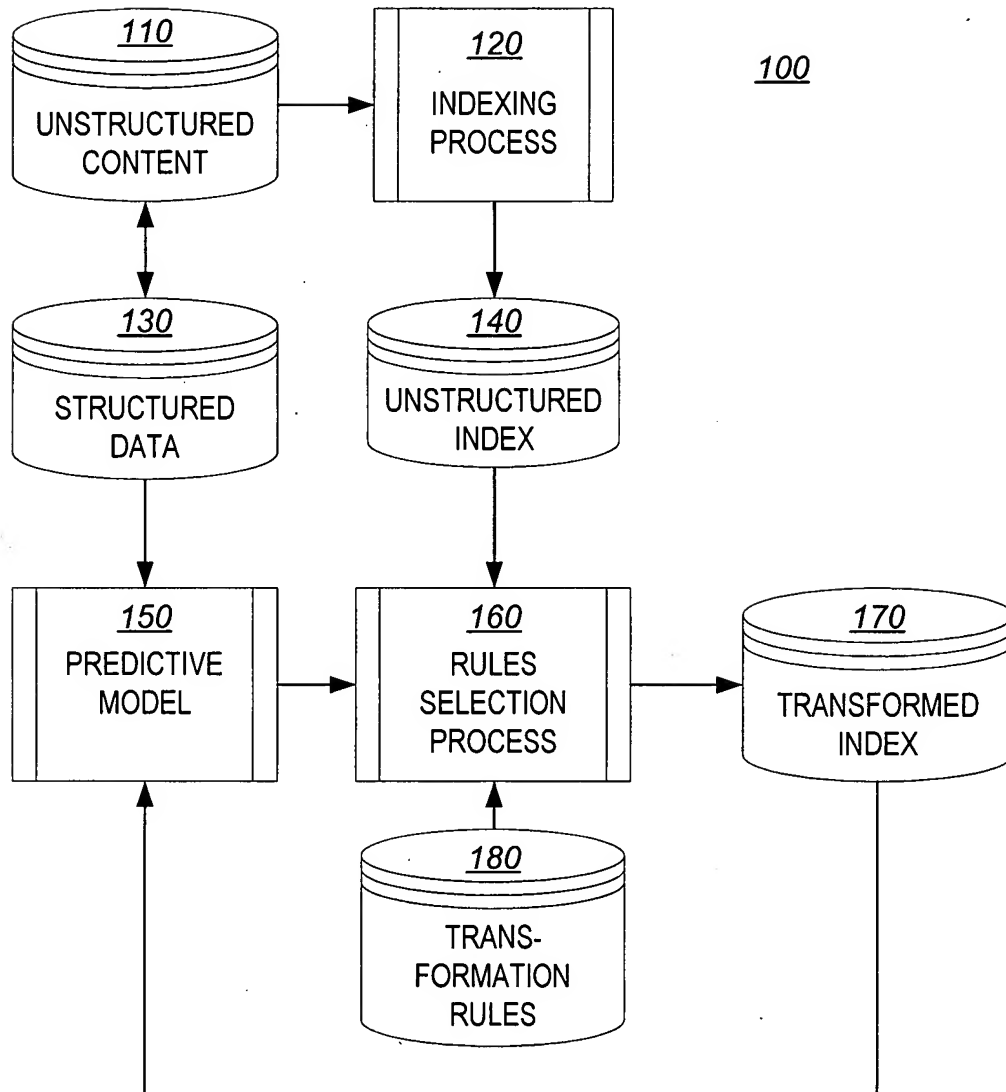 110
UNSTRUCTURED
CONTENT
120
INDEXING
PROCESS
100
130
STRUCTURED
DATA
140
UNSTRUCTURED
INDEX
150
PREDICTIVE
MODEL
160
RULES
SELECTION
PROCESS
170
TRANSFORMED
INDEX
180
TRANS-
FORMATION
RULES